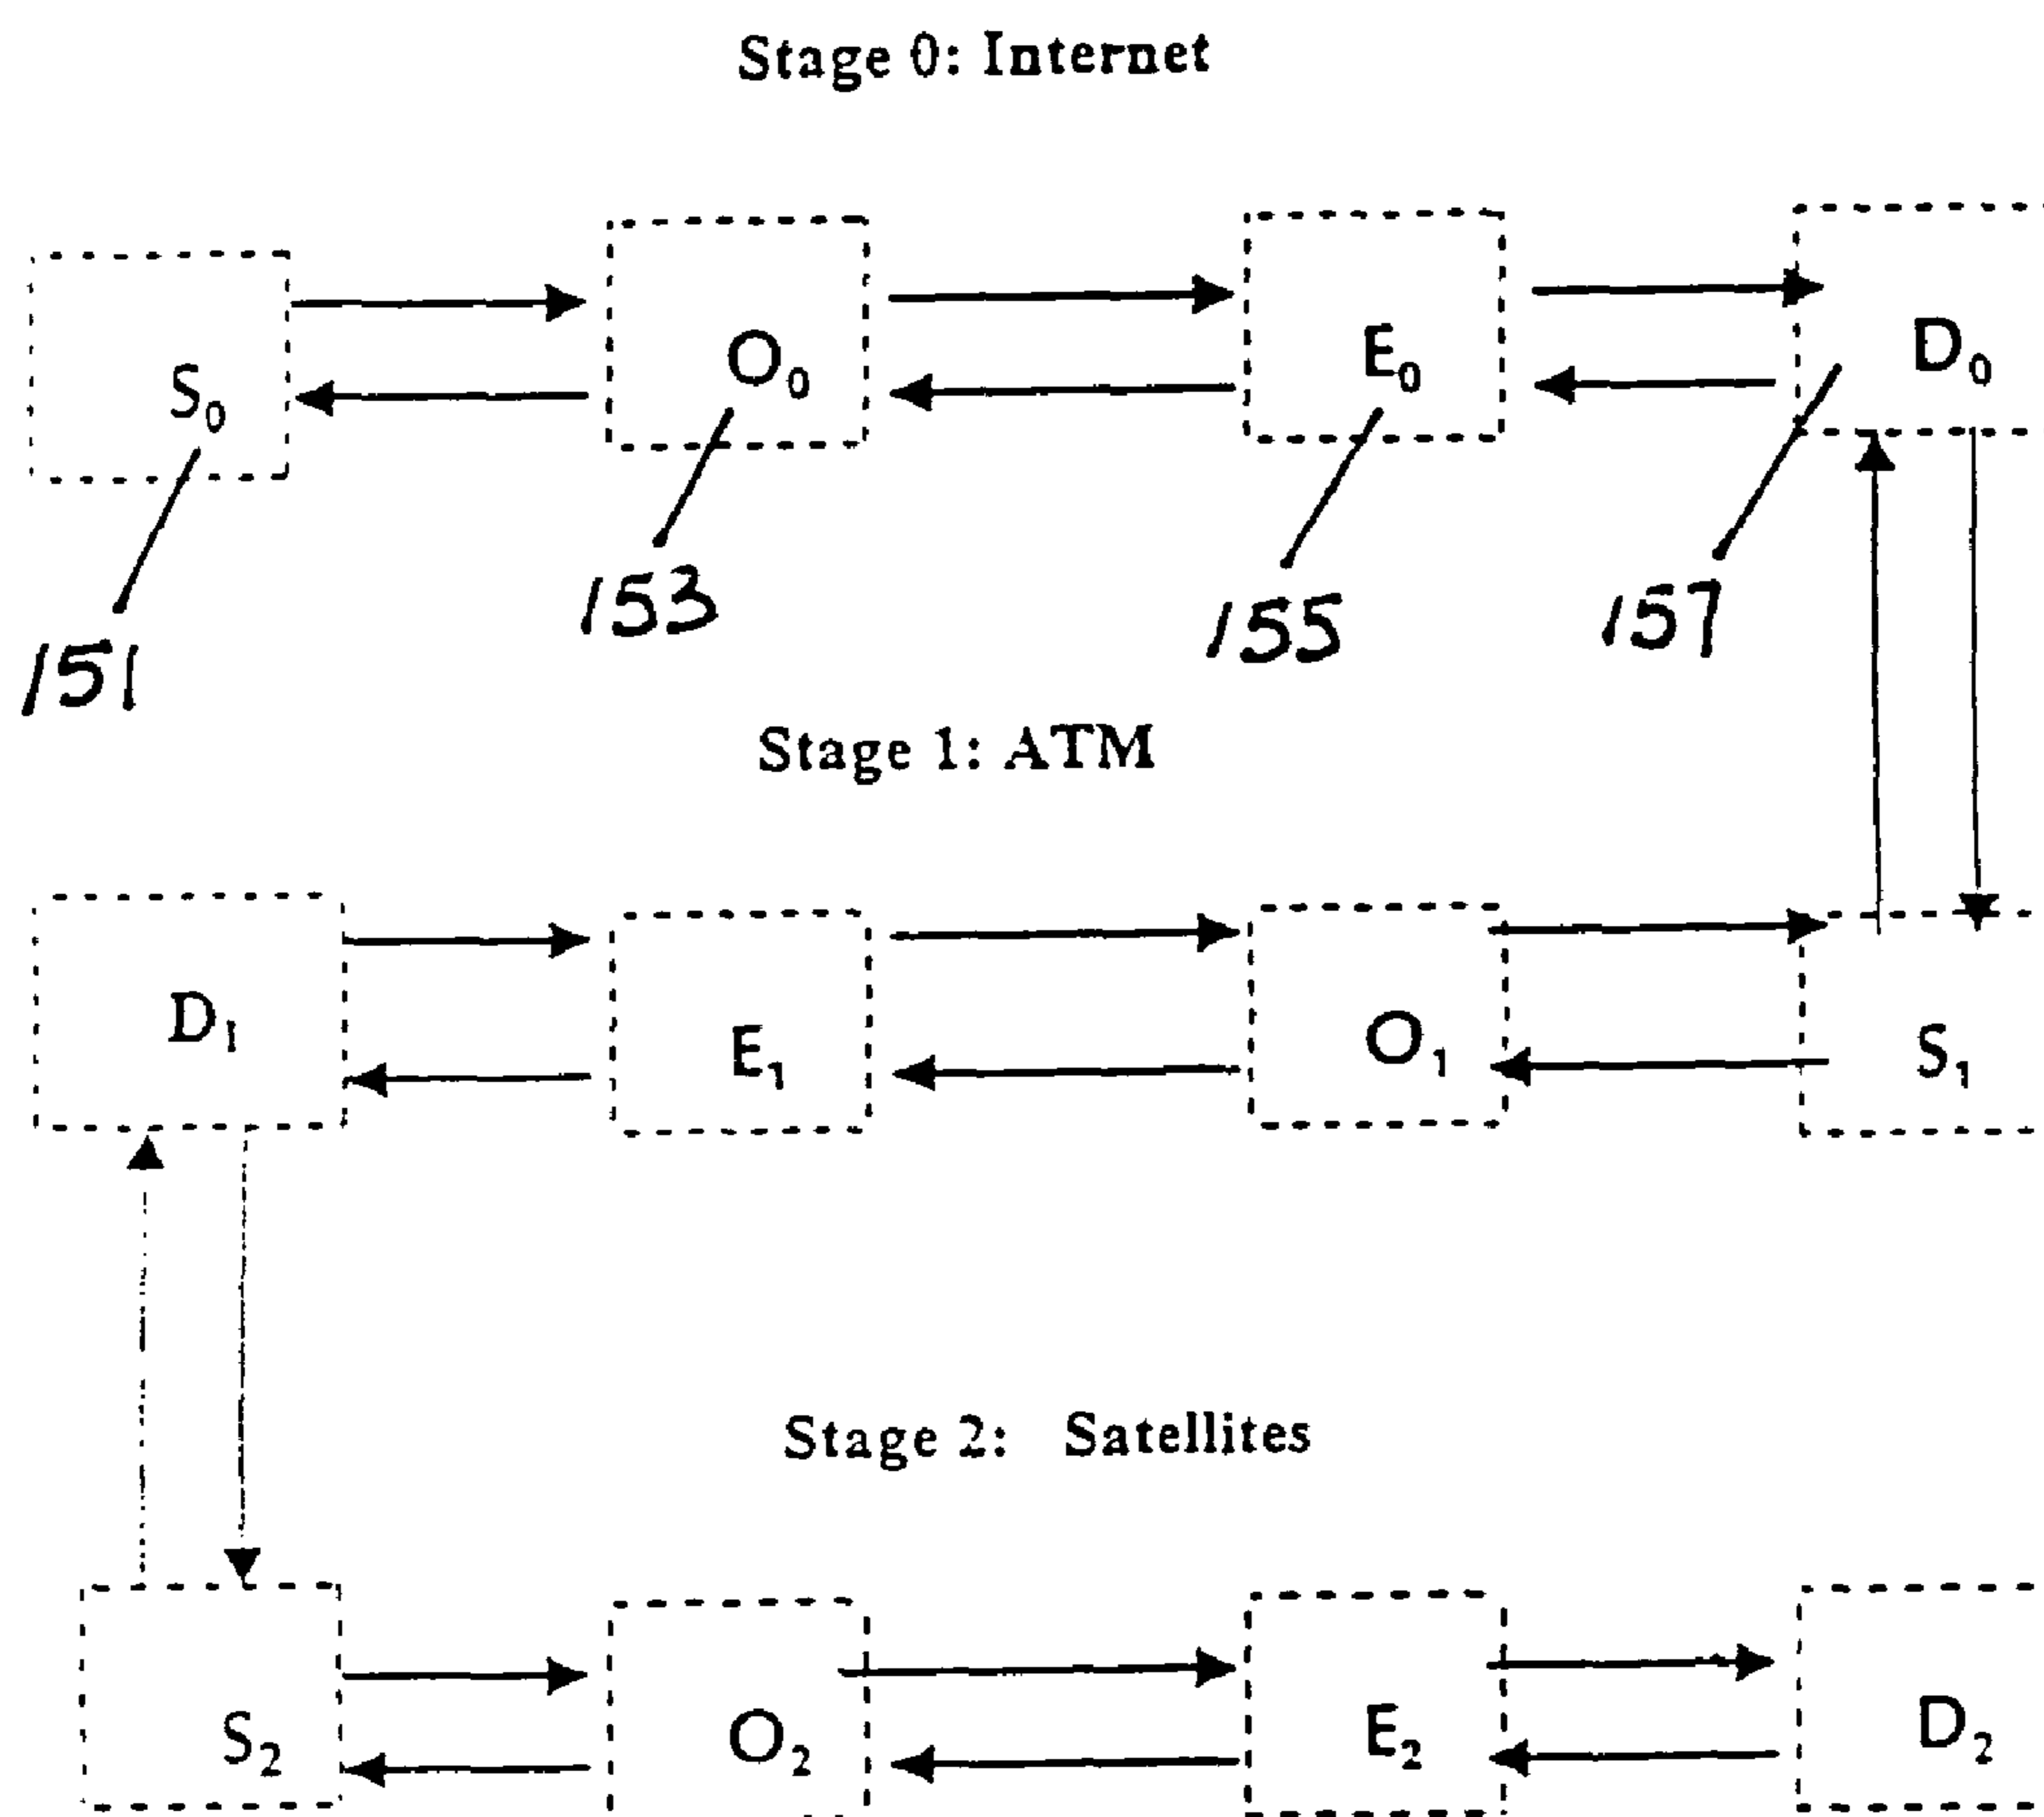 Stage 0: Internet
S₀ O₀ E₀ D₀
151 153 155 157
Stage 1: ATM
D₁ E₁ O₁ S₁
Stage 2: Satellites
S₂ O₂ E₂ D₂